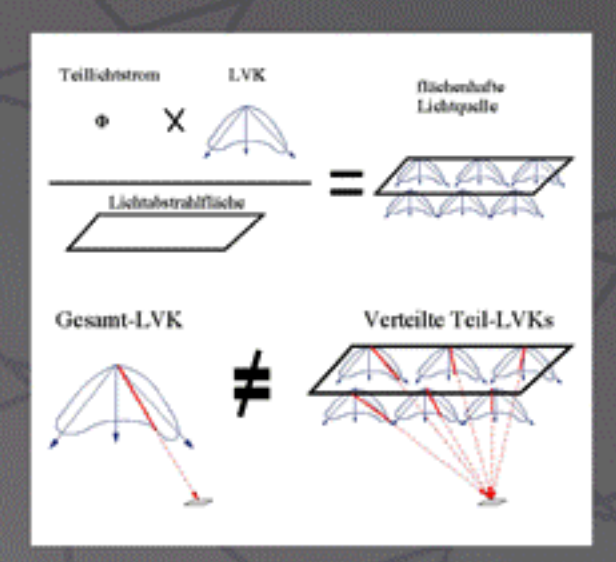 Teillichtstrom
LVK
Φ
X
Lichtabstrahlfläche
=
flächenhafte
Lichtquelle
Gesamt-LVK
≠
Verteilte Teil-LVKs